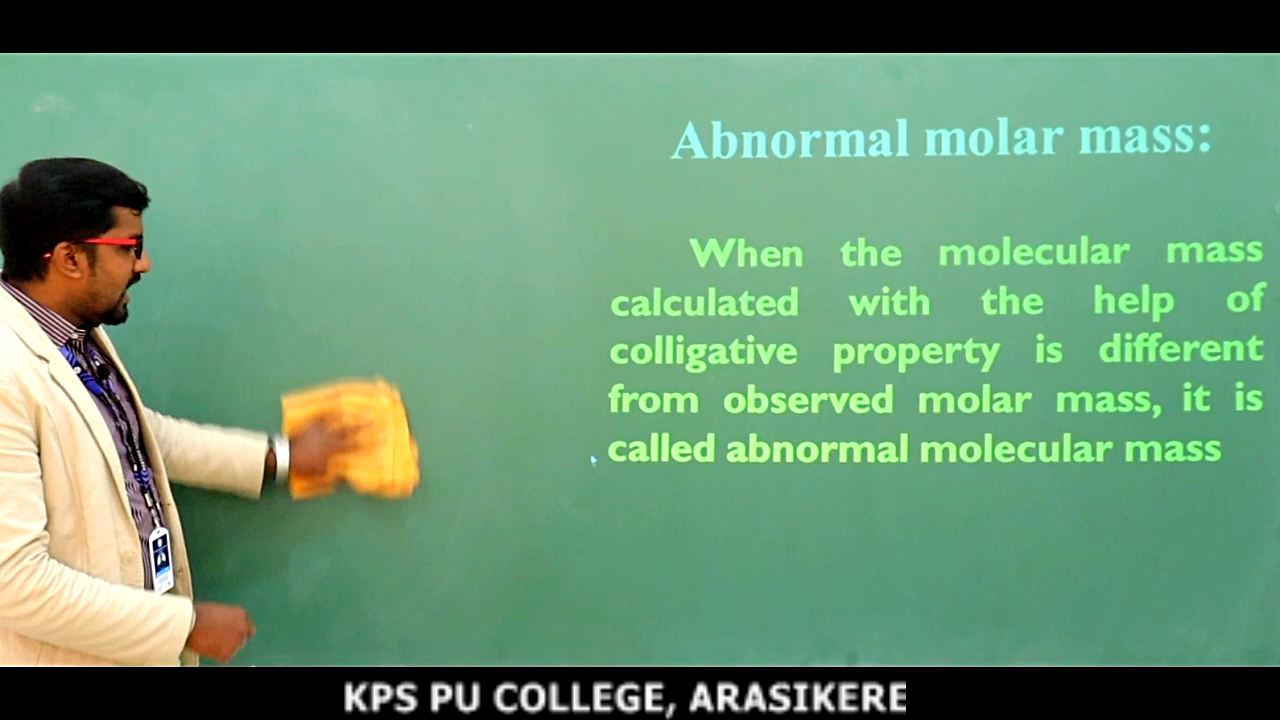 Abnormal molar mass:
When the molecular mass
calculated with the help of
colligative property is different
from observed molar mass, it is
called abnormal molecular mass
KPS PU COLLEGE, ARASIKERE